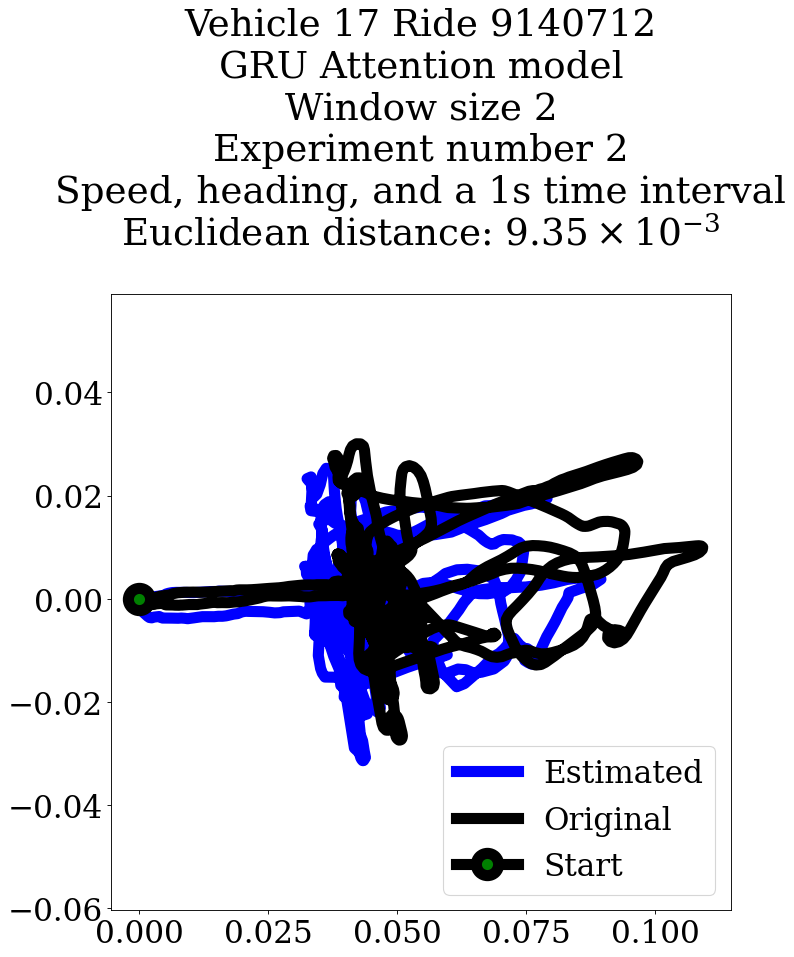 Vehicle 17 Ride 9140712
GRU Attention model
Window size 2
Experiment number 2
Speed, heading, and a 1s time interval
Euclidean distance: 9.35 × 10⁻³
0.04
0.02
0.00
−0.02
−0.04
−0.06
0.000 0.025 0.050 0.075 0.100
Estimated
Original
Start